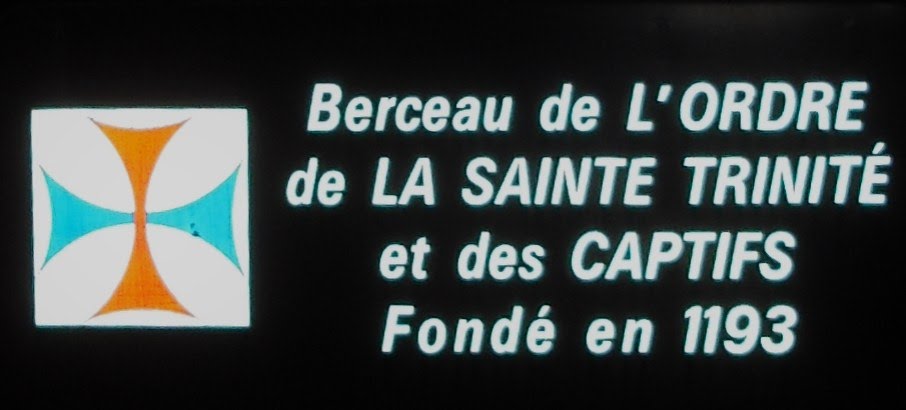 Berceau de L'ORDRE
de LA SAINTE TRINITÉ
et des CAPTIFS
Fondé en 1193